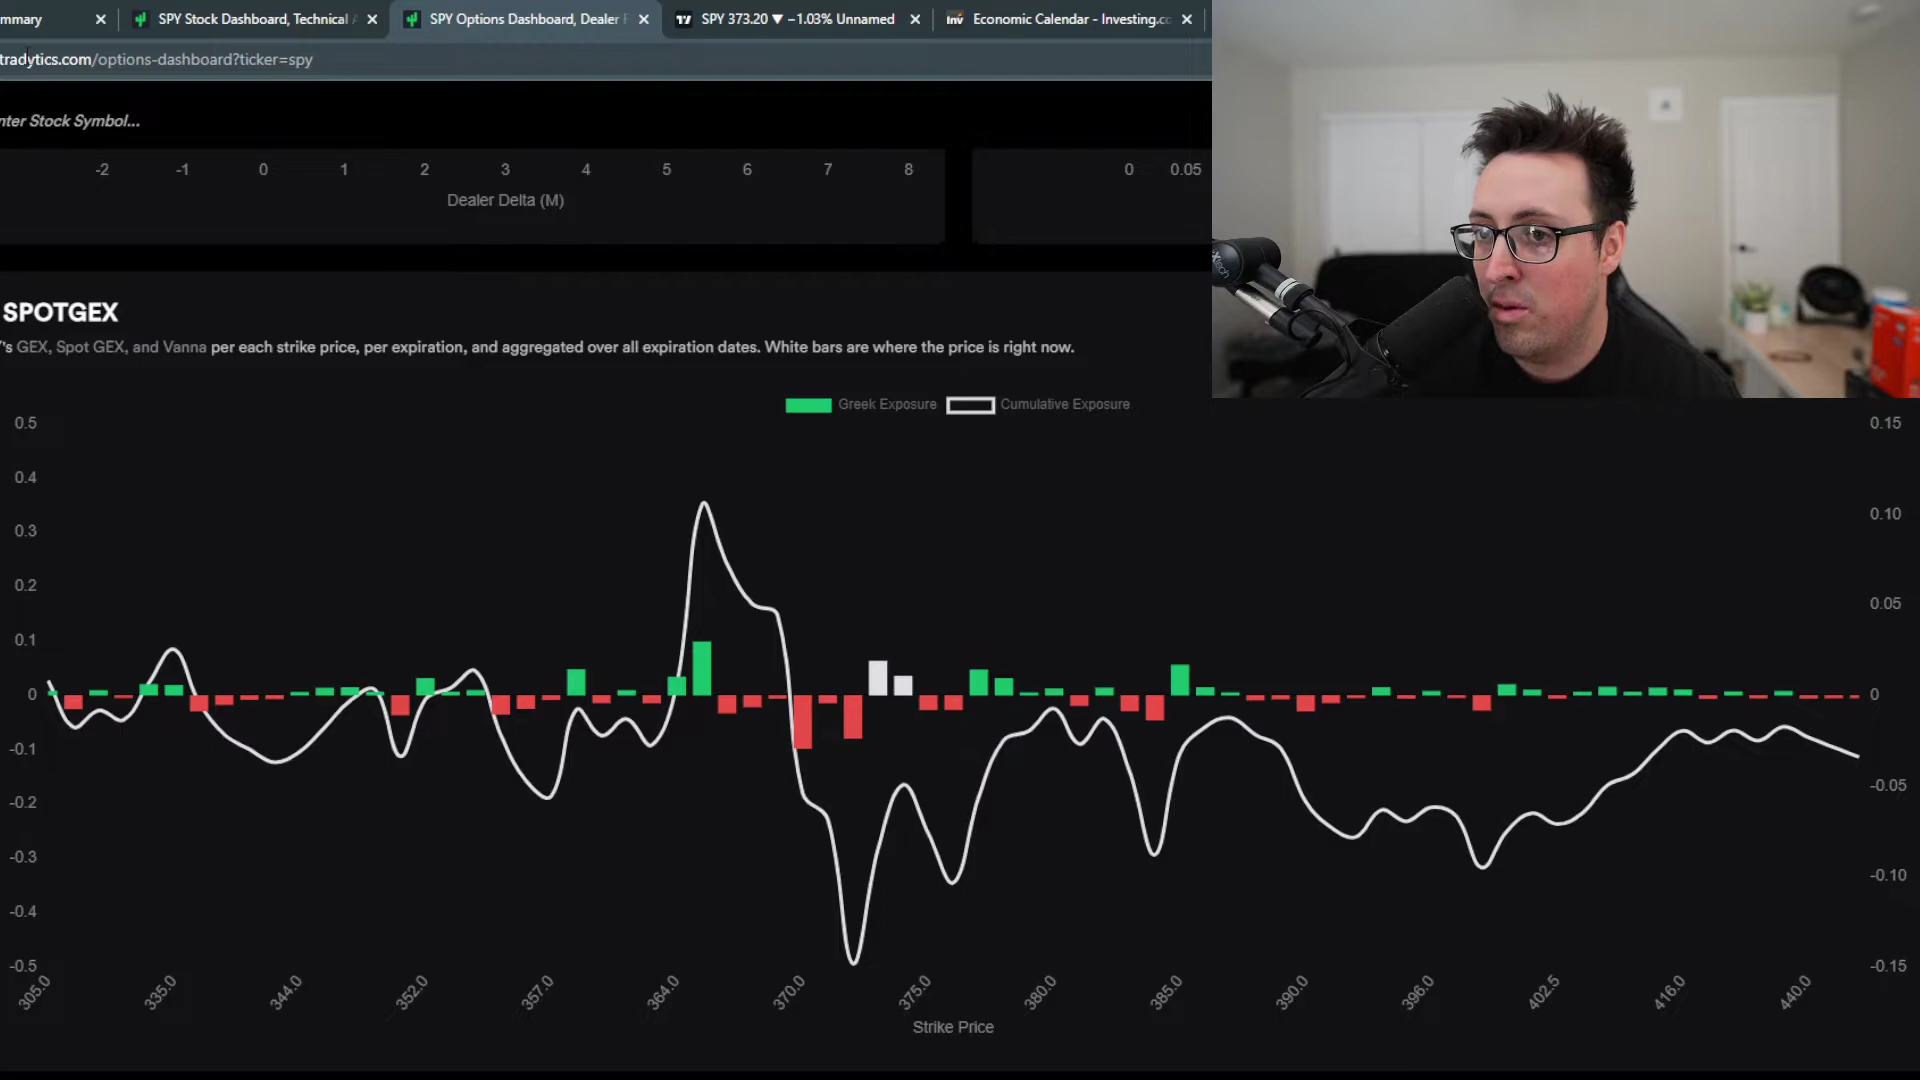 mmary
SPY Stock Dashboard, Technical
SPY Options Dashboard, Dealer
SPY 373.20 ▼ −1.03% Unnamed
Inv Economic Calendar - Investing.co
tradytics.com/options-dashboard?ticker=spy
nter Stock Symbol...
-2 -1 0 1 2 3 4 5 6 7 8
Dealer Delta (M)
0 0.05
SPOTGEX
's GEX, Spot GEX, and Vanna per each strike price, per expiration, and aggregated over all expiration dates. White bars are where the price is right now.
Greek Exposure Cumulative Exposure
0.5 0.15
0.4
0.3 0.10
0.2 0.05
0.1
0 0
-0.1 -0.05
-0.2
-0.3 -0.10
-0.4
-0.5 -0.15
305.0 335.0 344.0 352.0 357.0 364.0 370.0 375.0 380.0 385.0 390.0 396.0 402.5 416.0 440.0
Strike Price